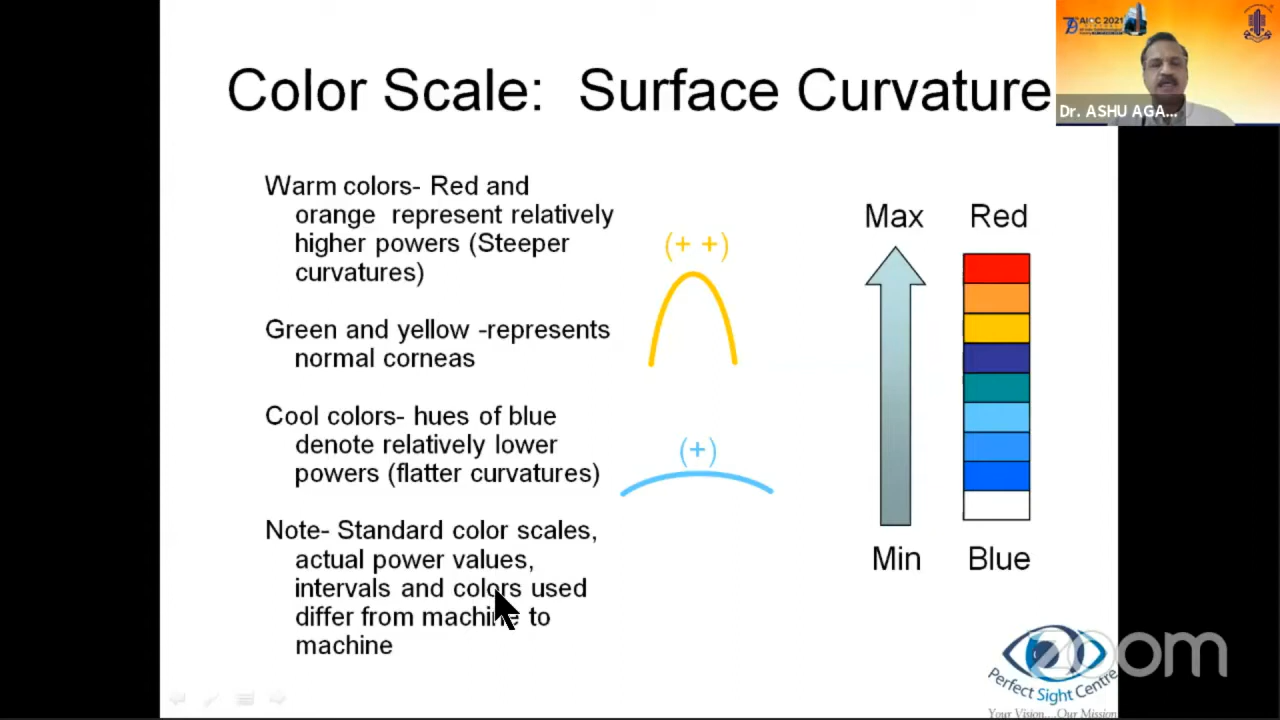 Color Scale: Surface Curvature
AIOC 2021
Dr. ASHU AGA...
Warm colors- Red and
orange represent relatively
higher powers (Steeper
curvatures)
Green and yellow -represents
normal corneas
Cool colors- hues of blue
denote relatively lower
powers (flatter curvatures)
Note- Standard color scales,
actual power values,
intervals and colors used
differ from machine to
machine
(+ +)
(+)
Max
Red
Min
Blue
zoom
Perfect Sight Centre
Your Vision....Our Mission